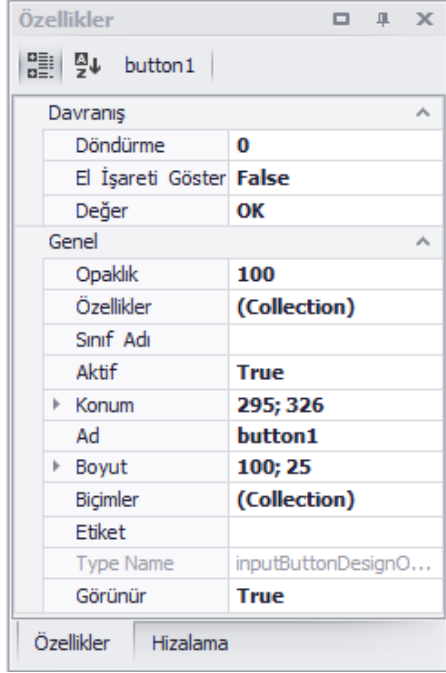 Özellikler
button1
Davranış
Döndürme 0
El İşareti Göster False
Değer OK
Genel
Opaklık 100
Özellikler (Collection)
Sınıf Adı
Aktif True
Konum 295; 326
Ad button1
Boyut 100; 25
Biçimler (Collection)
Etiket
Type Name inputButtonDesignO...
Görünür True
Özellikler Hizalama